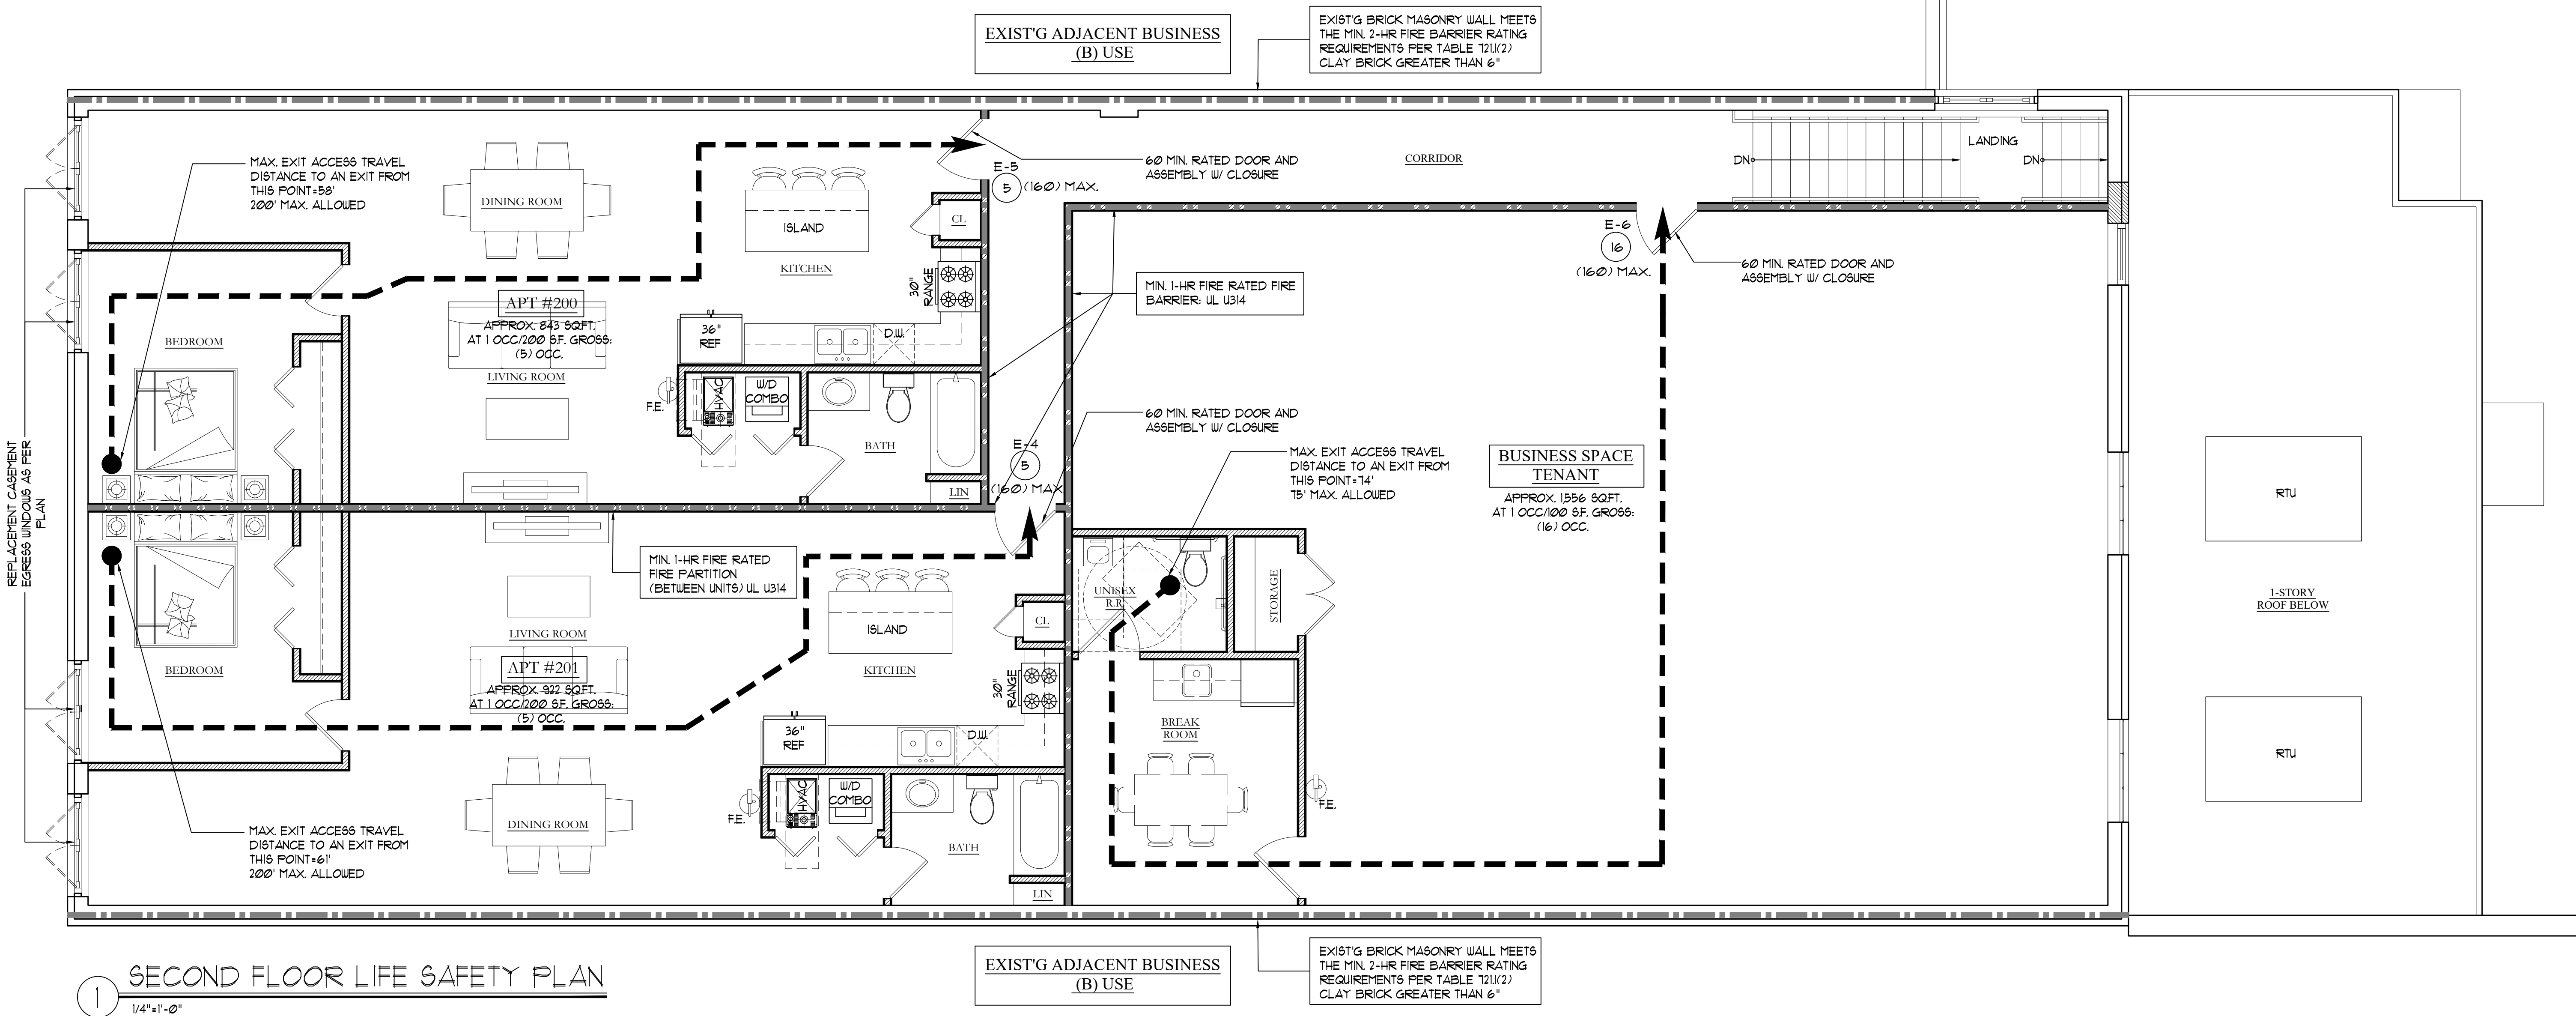 EXIST'G ADJACENT BUSINESS
(B) USE
EXIST'G BRICK MASONRY WALL MEETS
THE MIN. 2-HR FIRE BARRIER RATING
REQUIREMENTS PER TABLE 721.1(2)
CLAY BRICK GREATER THAN 6"
MAX. EXIT ACCESS TRAVEL
DISTANCE TO AN EXIT FROM
THIS POINT=58'
200' MAX. ALLOWED
DINING ROOM
ISLAND
KITCHEN
CL
30"
RANGE
E-5
5
(160) MAX.
60 MIN. RATED DOOR AND
ASSEMBLY W/ CLOSURE
CORRIDOR
DN
LANDING
DN
E-6
16
(160) MAX.
60 MIN. RATED DOOR AND
ASSEMBLY W/ CLOSURE
MIN. 1-HR FIRE RATED FIRE
BARRIER: UL U314
APT #200
APPROX. 843 SQ.FT.
AT 1 OCC/200 S.F. GROSS:
(5) OCC.
LIVING ROOM
BEDROOM
36"
REF
D.W.
F.E.
HVAC
W/D
COMBO
BATH
LIN
E-4
5
(160) MAX
60 MIN. RATED DOOR AND
ASSEMBLY W/ CLOSURE
MAX. EXIT ACCESS TRAVEL
DISTANCE TO AN EXIT FROM
THIS POINT=74'
75' MAX. ALLOWED
BUSINESS SPACE
TENANT
APPROX. 1,556 SQ.FT.
AT 1 OCC/100 S.F. GROSS:
(16) OCC.
RTU
REPLACEMENT CASEMENT
EGRESS WINDOWS AS PER
PLAN
MIN. 1-HR FIRE RATED
FIRE PARTITION
(BETWEEN UNITS) UL U314
UNISEX
R.R.
STORAGE
1-STORY
ROOF BELOW
LIVING ROOM
APT #201
APPROX. 922 SQ.FT.
AT 1 OCC/200 S.F. GROSS:
(5) OCC.
BEDROOM
ISLAND
KITCHEN
CL
30"
RANGE
36"
REF
D.W.
BREAK
ROOM
F.E.
RTU
MAX. EXIT ACCESS TRAVEL
DISTANCE TO AN EXIT FROM
THIS POINT=61'
200' MAX. ALLOWED
DINING ROOM
F.E.
HVAC
W/D
COMBO
BATH
LIN
EXIST'G ADJACENT BUSINESS
(B) USE
EXIST'G BRICK MASONRY WALL MEETS
THE MIN. 2-HR FIRE BARRIER RATING
REQUIREMENTS PER TABLE 721.1(2)
CLAY BRICK GREATER THAN 6"
1
SECOND FLOOR LIFE SAFETY PLAN
1/4"=1'-0"